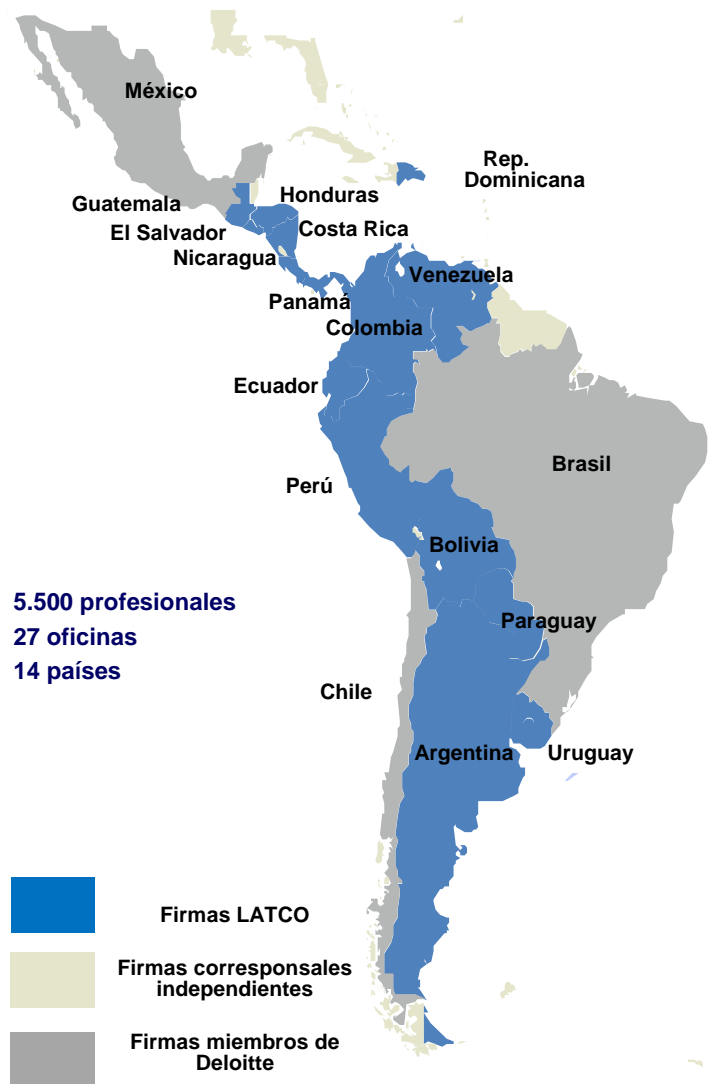 México
Rep.
Dominicana
Guatemala
Honduras
El Salvador
Costa Rica
Nicaragua
Venezuela
Panamá
Colombia
Ecuador
Brasil
Perú
Bolivia
5.500 profesionales
27 oficinas
14 países
Paraguay
Chile
Argentina
Uruguay
Firmas LATCO
Firmas corresponsales
independientes
Firmas miembros de
Deloitte